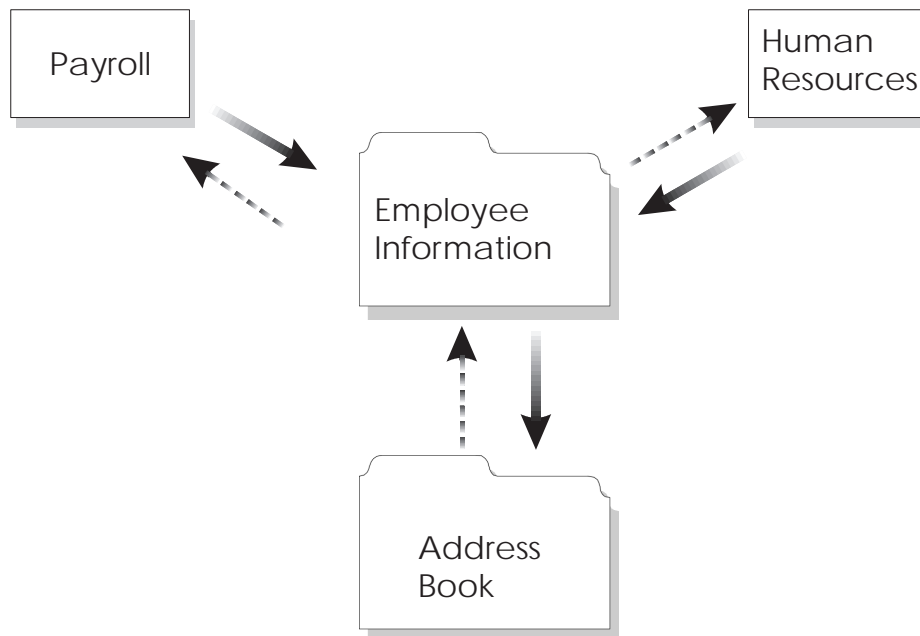 Payroll
Human
Resources
Employee
Information
Address
Book